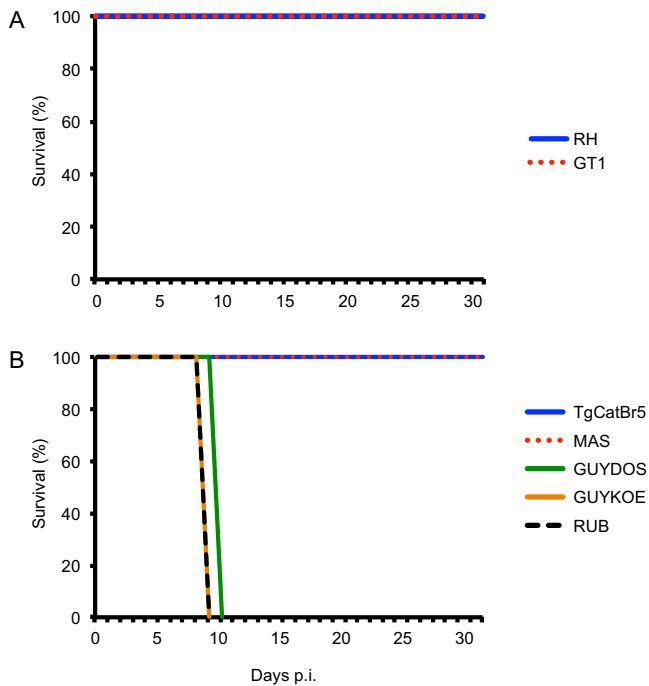 A
Survival (%)
100
80
60
40
20
0
0 5 10 15 20 25 30
RH
GT1
B
Survival (%)
100
80
60
40
20
0
0 5 10 15 20 25 30
Days p.i.
TgCatBr5
MAS
GUYDOS
GUYKOE
RUB